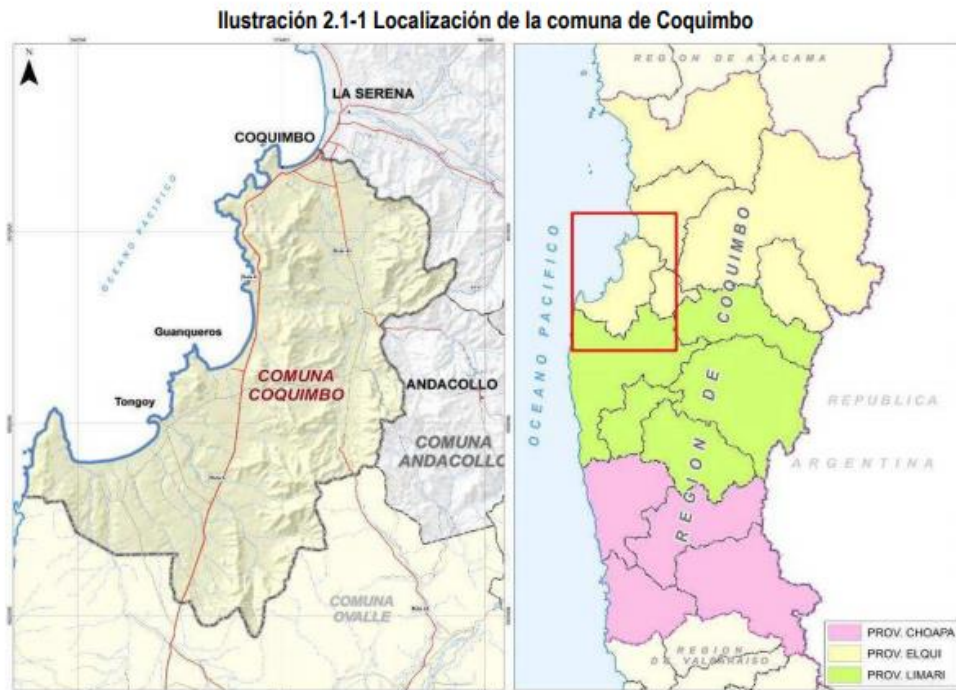 Ilustración 2.1-1 Localización de la comuna de Coquimbo
N
LA SERENA
COQUIMBO
OCEANO PACIFICO
Guanqueros
Tongoy
COMUNA
COQUIMBO
ANDACOLLO
COMUNA
ANDACOLLO
COMUNA
OVALLE
REGION DE ATACAMA
OCEANO PACIFICO
REGION DE COQUIMBO
REPUBLICA
ARGENTINA
REGION
DE VALPARAISO
PROV. CHOAPA
PROV. ELQUI
PROV. LIMARI